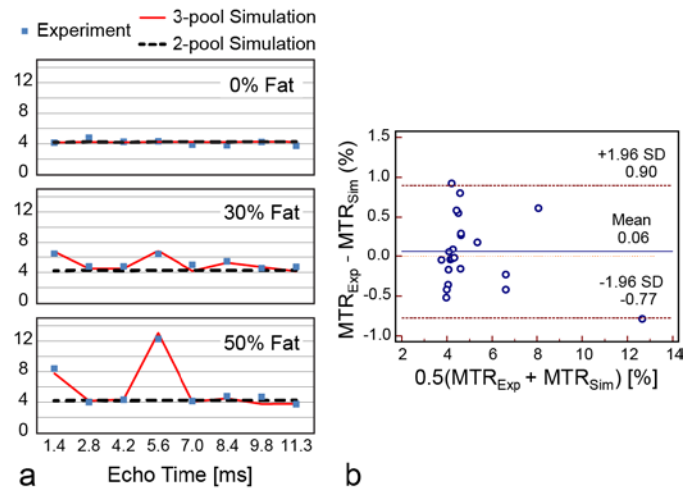 Experiment
3-pool Simulation
2-pool Simulation
12
8
4
0
0% Fat
12
8
4
0
30% Fat
12
8
4
0
50% Fat
1.4 2.8 4.2 5.6 7.0 8.4 9.8 11.3
Echo Time [ms]
a
MTRExp - MTRSim (%)
1.5
1.0
0.5
0.0
-0.5
-1.0
+1.96 SD
0.90
Mean
0.06
-1.96 SD
-0.77
2 4 6 8 10 12 14
0.5(MTRExp + MTRSim) [%]
b